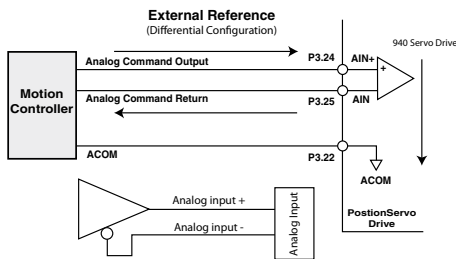 External Reference
(Differential Configuration)
940 Servo Drive
P3.24
AIN+
Analog Command Output
+
Motion
Controller
Analog Command Return
P3.25
AIN
ACOM
P3.22
ACOM
Analog input +
Analog input -
Analog Input
PostionServo
Drive